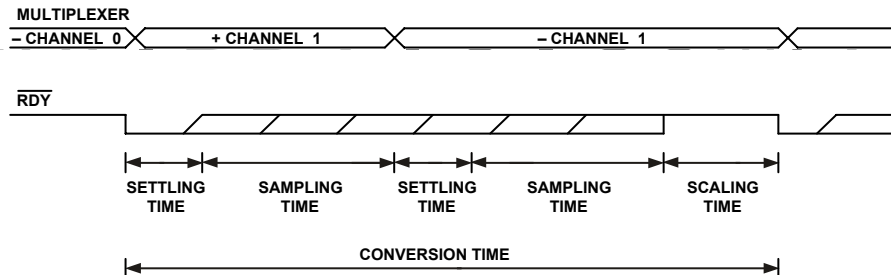 MULTIPLEXER
– CHANNEL 0 + CHANNEL 1 – CHANNEL 1
RDY
SETTLING TIME SAMPLING TIME SETTLING TIME SAMPLING TIME SCALING TIME
CONVERSION TIME